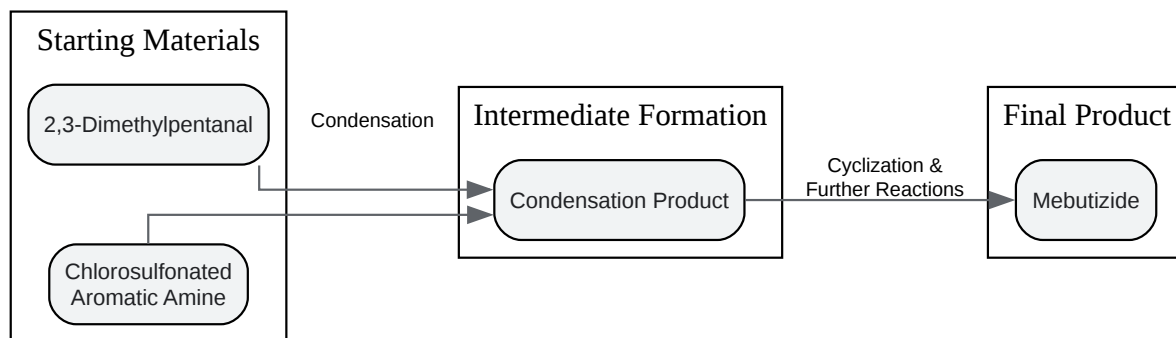 Starting Materials
2,3-Dimethylpentanal
Chlorosulfonated
Aromatic Amine
Condensation
Intermediate Formation
Condensation Product
Cyclization &
Further Reactions
Final Product
Mebutizide